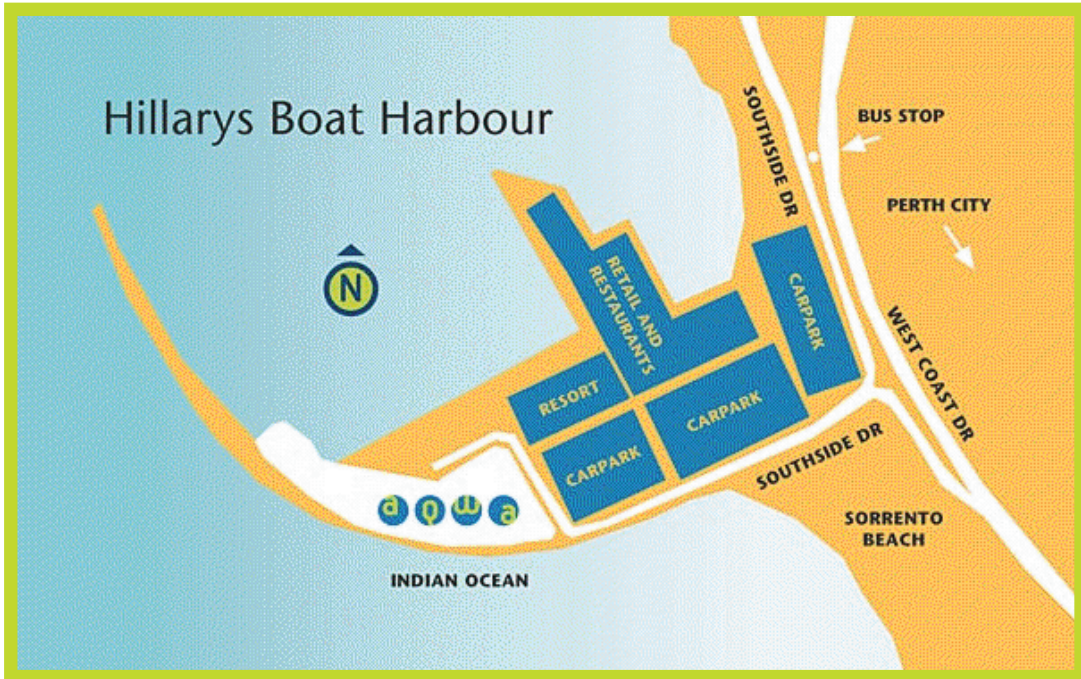 Hillarys Boat Harbour
SOUTHSIDE DR
BUS STOP
PERTH CITY
N
RETAIL AND
RESTAURANTS
CARPARK
WEST COAST DR
RESORT
CARPARK
CARPARK
SOUTHSIDE DR
aQwa
SORRENTO
BEACH
INDIAN OCEAN